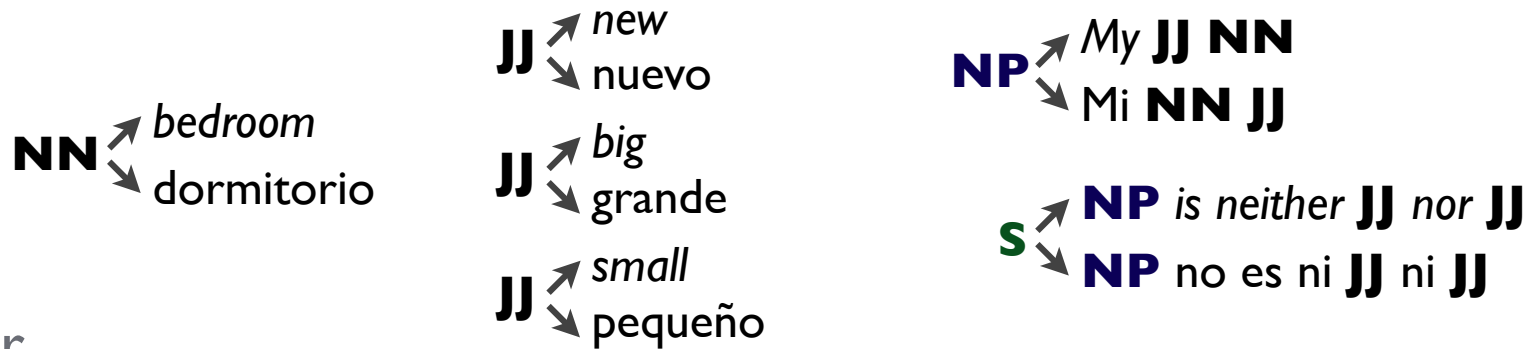 NN
bedroom
dormitorio
JJ
new
nuevo
JJ
big
grande
JJ
small
pequeño
NP
My JJ NN
Mi NN JJ
S
NP is neither JJ nor JJ
NP no es ni JJ ni JJ